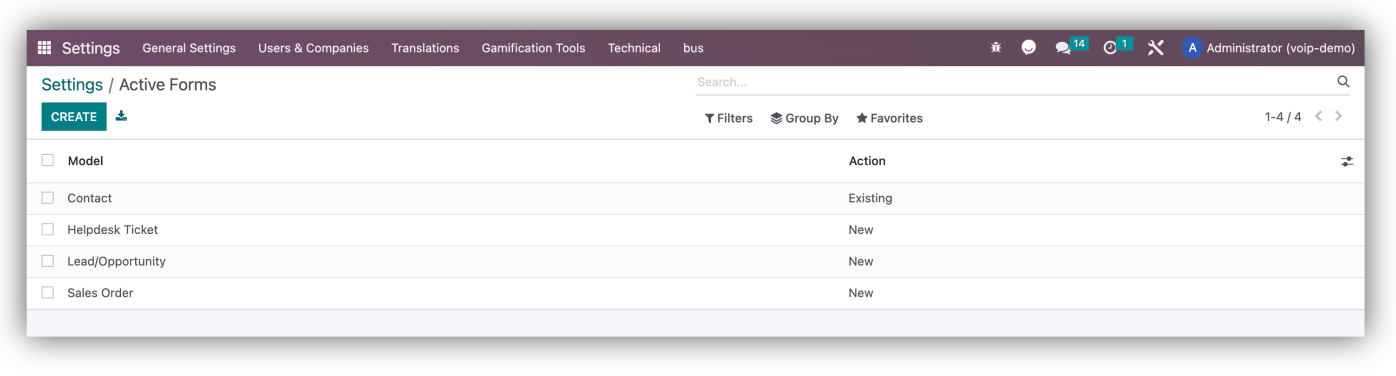 Settings General Settings Users & Companies Translations Gamification Tools Technical bus 14 1 A Administrator (voip-demo)
Settings / Active Forms Search...
CREATE Filters Group By Favorites 1-4 / 4
Model Action
Contact Existing
Helpdesk Ticket New
Lead/Opportunity New
Sales Order New